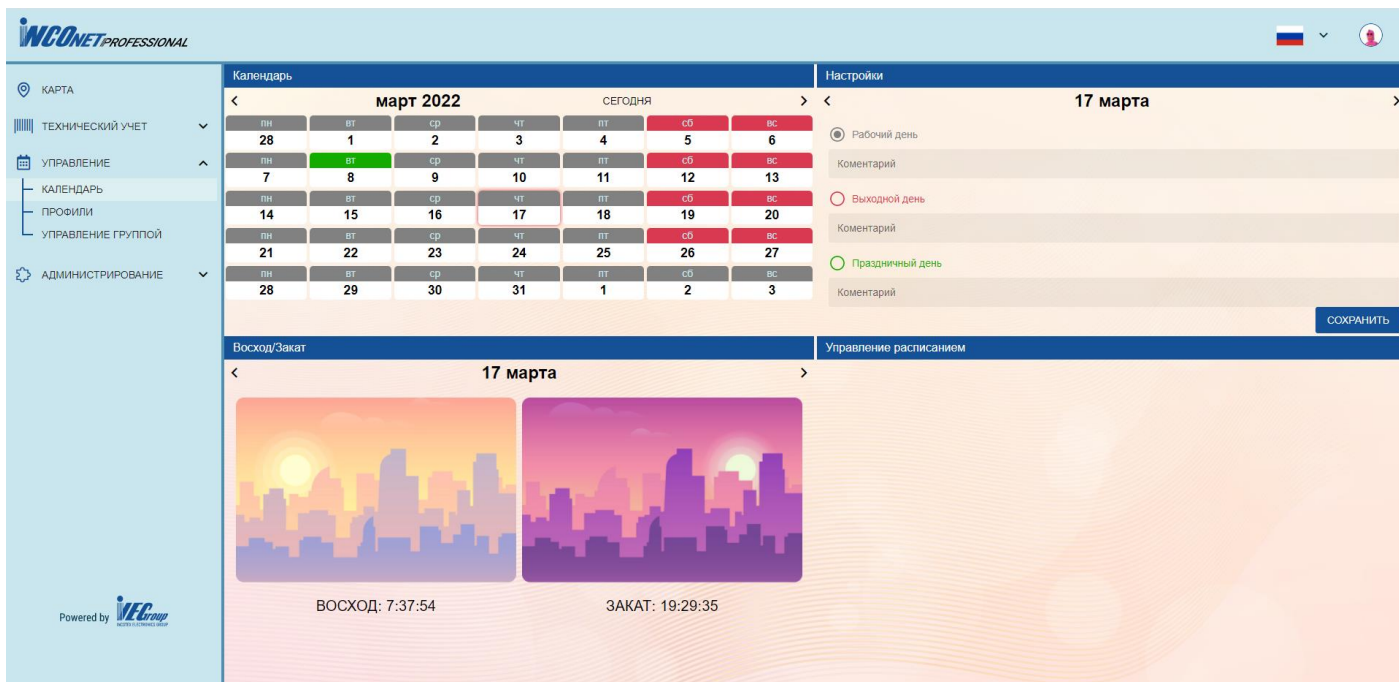 INCONET PROFESSIONAL
КАРТА
ТЕХНИЧЕСКИЙ УЧЕТ
УПРАВЛЕНИЕ
КАЛЕНДАРЬ
ПРОФИЛИ
УПРАВЛЕНИЕ ГРУППОЙ
АДМИНИСТРИРОВАНИЕ
Powered by IEGroup
INCOTEX ELECTRONICS GROUP
Календарь
март 2022 СЕГОДНЯ
пн вт ср чт пт сб вс
28 1 2 3 4 5 6
пн вт ср чт пт сб вс
7 8 9 10 11 12 13
пн вт ср чт пт сб вс
14 15 16 17 18 19 20
пн вт ср чт пт сб вс
21 22 23 24 25 26 27
пн вт ср чт пт сб вс
28 29 30 31 1 2 3
Настройки
17 марта
Рабочий день
Коментарий
Выходной день
Коментарий
Праздничный день
Коментарий
СОХРАНИТЬ
Восход/Закат
17 марта
ВОСХОД: 7:37:54 ЗАКАТ: 19:29:35
Управление расписанием